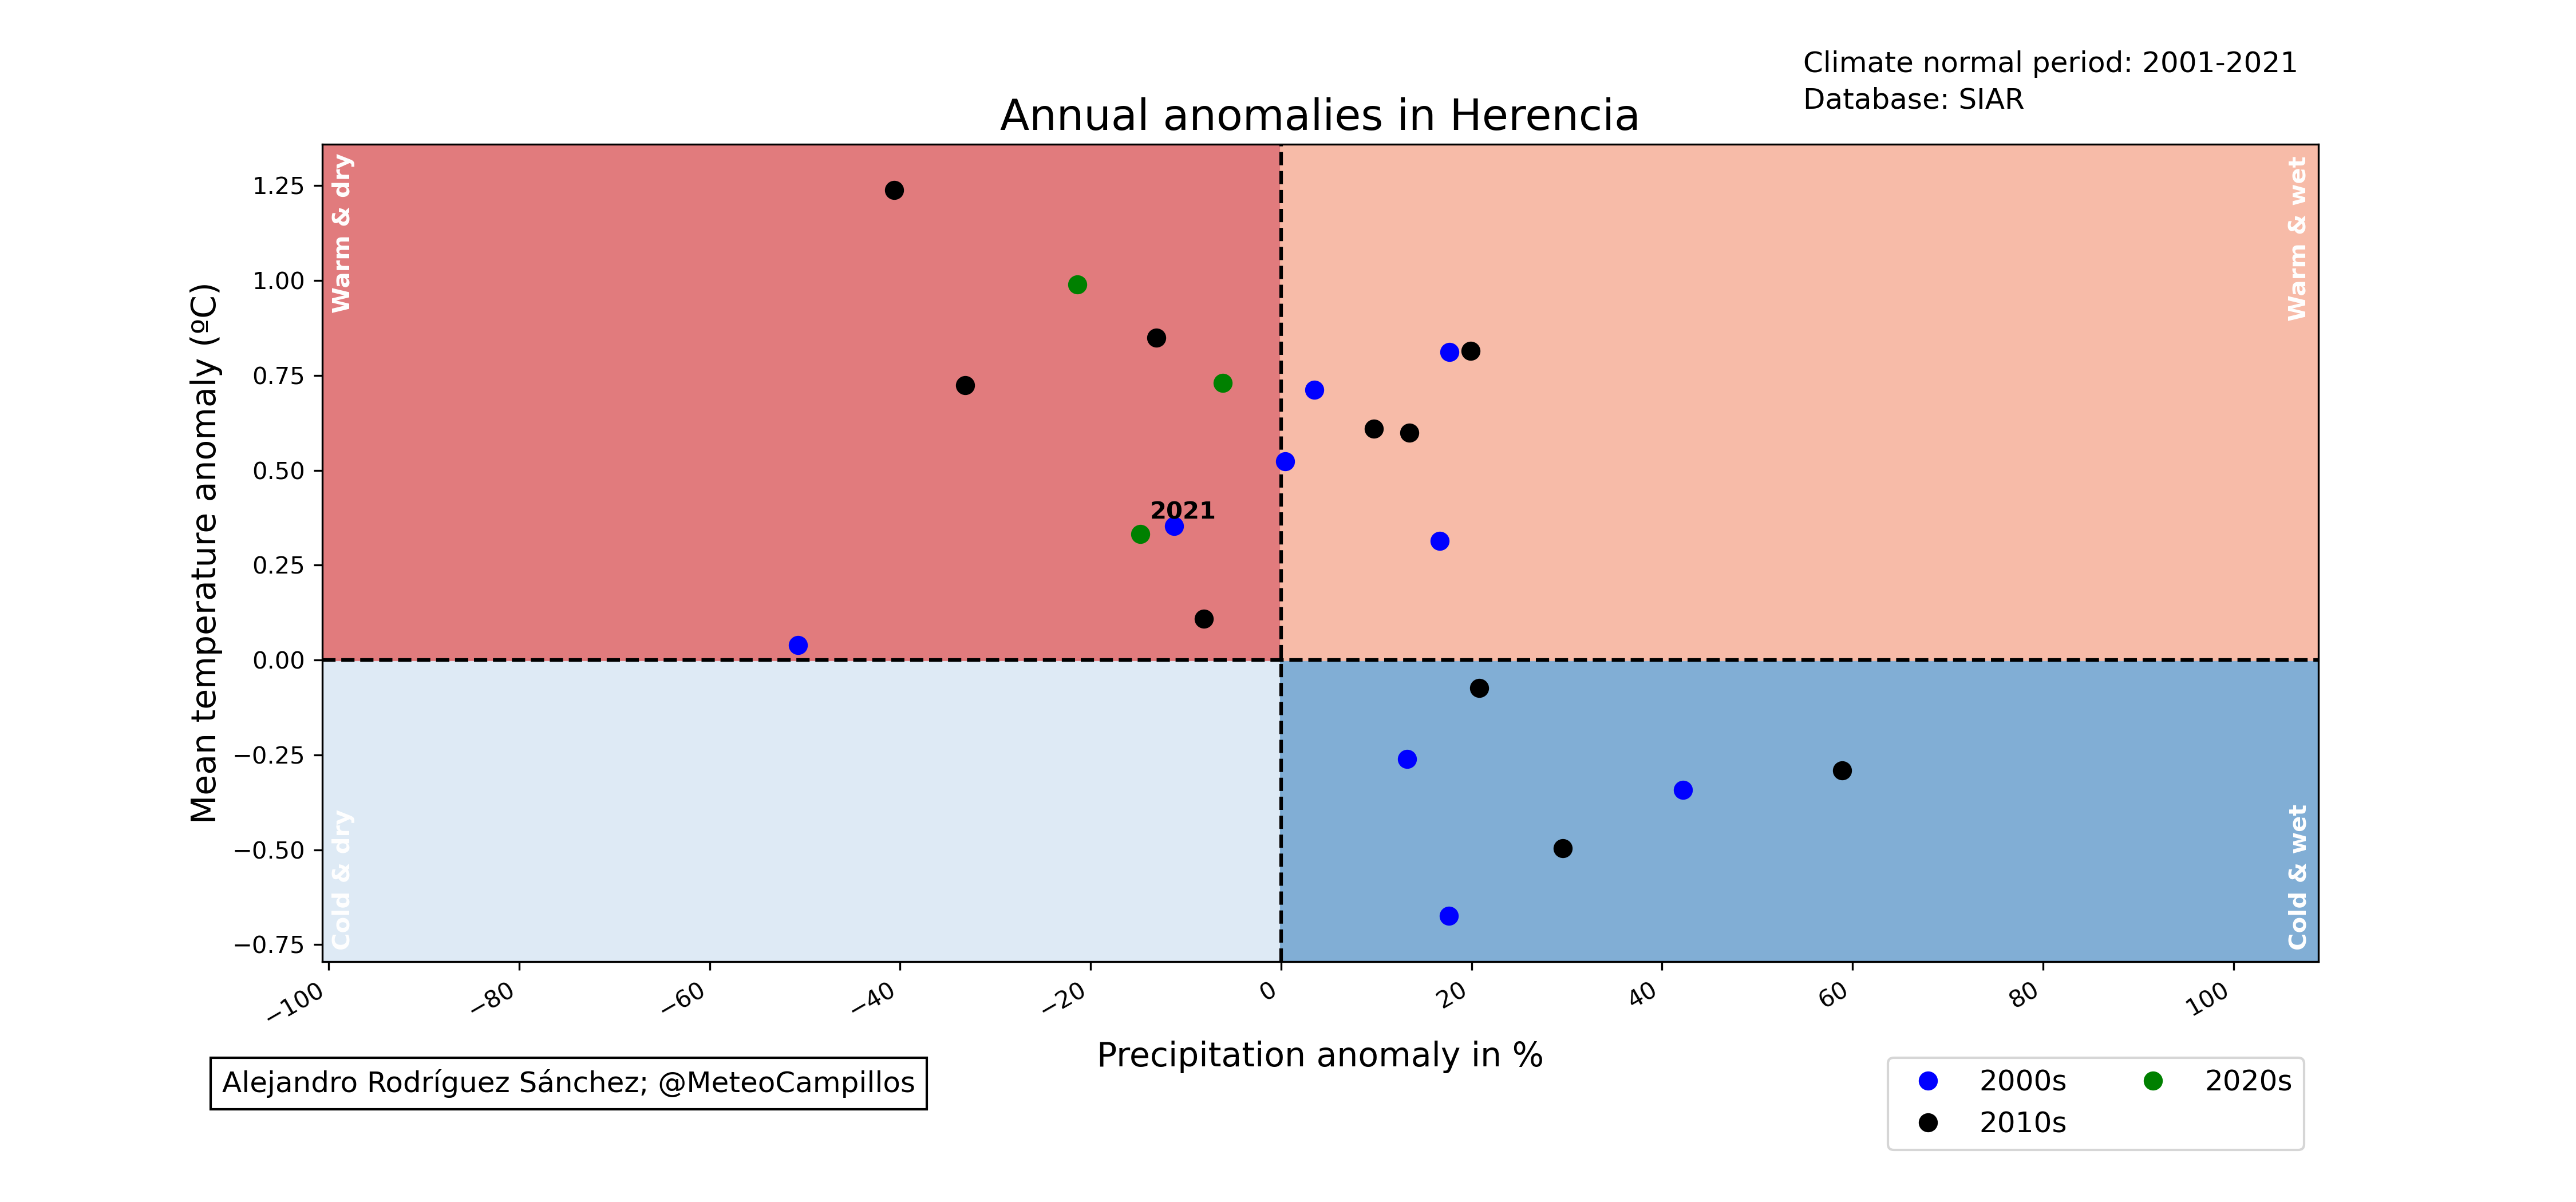 Climate normal period: 2001-2021
Database: SIAR
Annual anomalies in Herencia
Warm & dry
Warm & wet
Mean temperature anomaly (ºC)
1.25
1.00
0.75
0.50
0.25
0.00
−0.25
−0.50
−0.75
2021
Cold & dry
Cold & wet
−100
−80
−60
−40
−20
0
20
40
60
80
100
Precipitation anomaly in %
Alejandro Rodríguez Sánchez; @MeteoCampillos
2000s
2010s
2020s